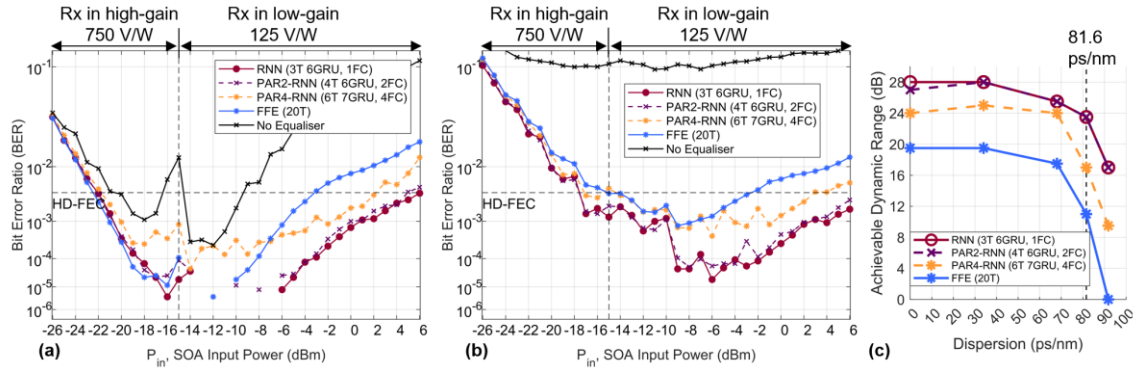 Rx in high-gain
Rx in low-gain
750 V/W
125 V/W
Bit Error Ratio (BER)
10⁻¹
10⁻²
10⁻³
10⁻⁴
10⁻⁵
10⁻⁶
HD-FEC
RNN (3T 6GRU, 1FC)
PAR2-RNN (4T 6GRU, 2FC)
PAR4-RNN (6T 7GRU, 4FC)
FFE (20T)
No Equaliser
-26 -24 -22 -20 -18 -16 -14 -12 -10 -8 -6 -4 -2 0 2 4 6
(a)
P_in, SOA Input Power (dBm)
Rx in high-gain
Rx in low-gain
750 V/W
125 V/W
Bit Error Ratio (BER)
10⁻¹
10⁻²
10⁻³
10⁻⁴
10⁻⁵
10⁻⁶
HD-FEC
RNN (3T 6GRU, 1FC)
PAR2-RNN (4T 6GRU, 2FC)
PAR4-RNN (6T 7GRU, 4FC)
FFE (20T)
No Equaliser
-26 -24 -22 -20 -18 -16 -14 -12 -10 -8 -6 -4 -2 0 2 4 6
(b)
P_in, SOA Input Power (dBm)
81.6
ps/nm
Achievable Dynamic Range (dB)
32
28
24
20
16
12
8
4
0
RNN (3T 6GRU, 1FC)
PAR2-RNN (4T 6GRU, 2FC)
PAR4-RNN (6T 7GRU, 4FC)
FFE (20T)
0 10 20 30 40 50 60 70 80 90 100
(c)
Dispersion (ps/nm)